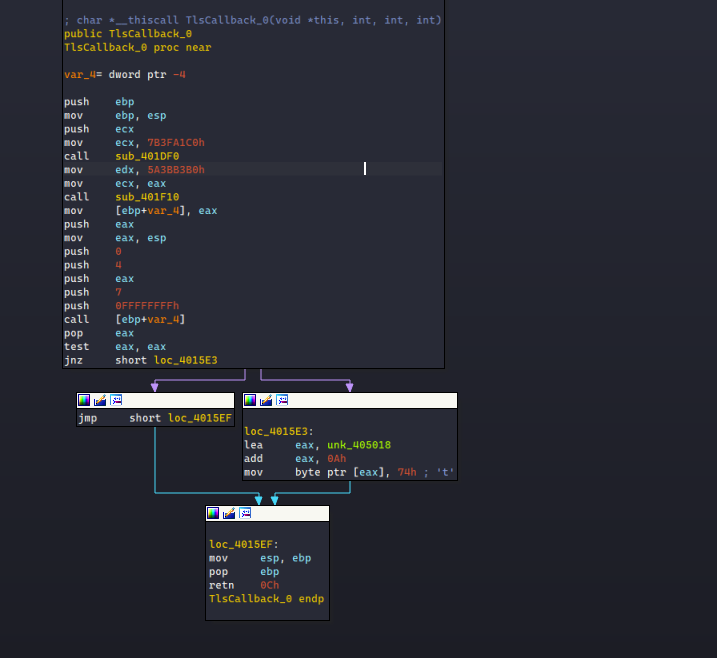 ; char *__thiscall TlsCallback_0(void *this, int, int, int)
public TlsCallback_0
TlsCallback_0 proc near
var_4= dword ptr -4
push ebp
mov ebp, esp
push ecx
mov ecx, 7B3FA1C0h
call sub_401DF0
mov edx, 5A3BB3B0h
mov ecx, eax
call sub_401F10
mov [ebp+var_4], eax
push eax
mov eax, esp
push 0
push 4
push eax
push 7
push 0FFFFFFFFh
call [ebp+var_4]
pop eax
test eax, eax
jnz short loc_4015E3
jmp short loc_4015EF
loc_4015E3:
lea eax, unk_405018
add eax, 0Ah
mov byte ptr [eax], 74h ; 't'
loc_4015EF:
mov esp, ebp
pop ebp
retn 0Ch
TlsCallback_0 endp